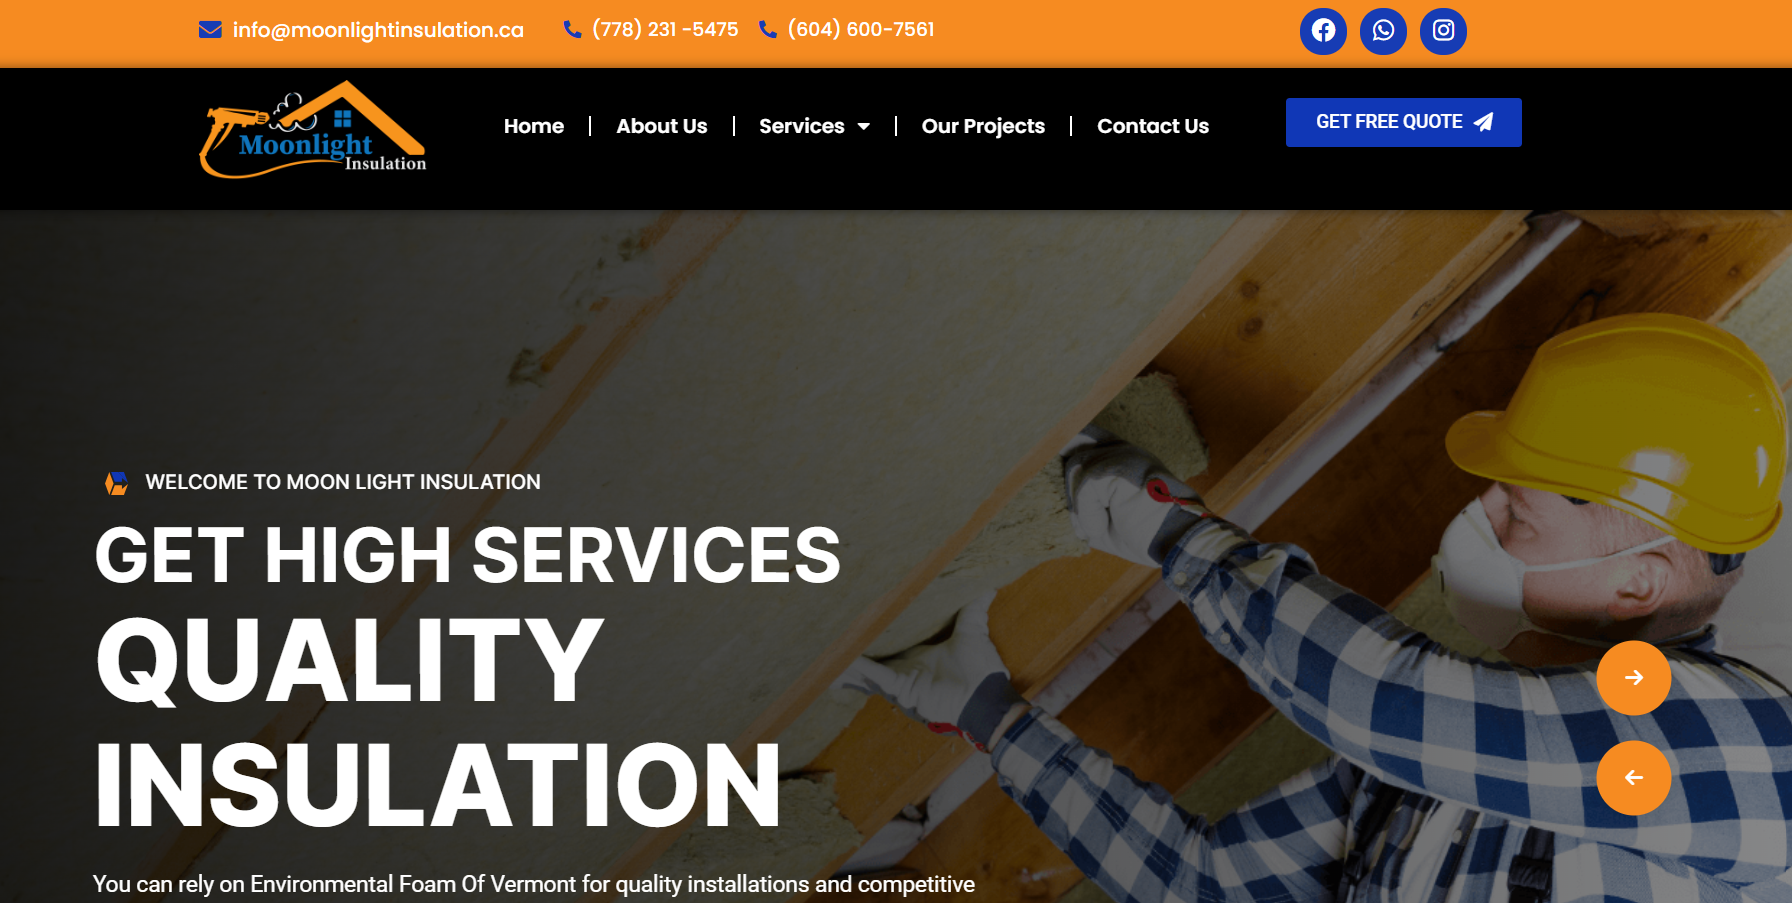 info@moonlightinsulation.ca
(778) 231 -5475
(604) 600-7561
Moonlight
Insulation
Home
About Us
Services
Our Projects
Contact Us
GET FREE QUOTE
WELCOME TO MOON LIGHT INSULATION
GET HIGH SERVICES
QUALITY
INSULATION
You can rely on Environmental Foam Of Vermont for quality installations and competitive